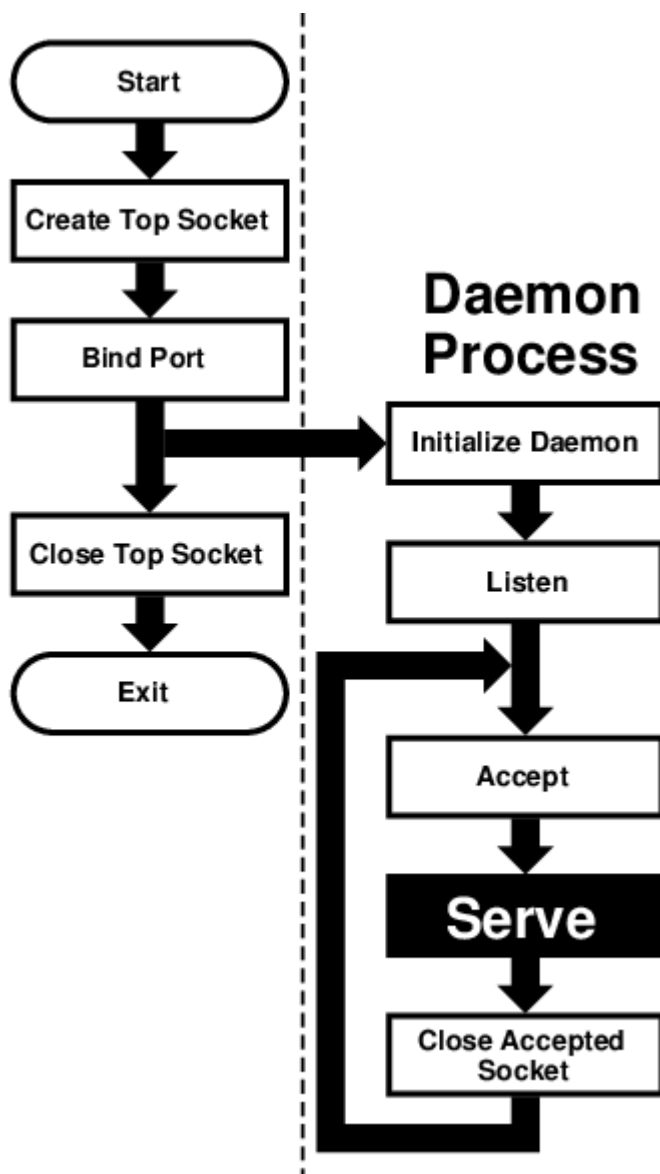 Start
Create Top Socket
Bind Port
Close Top Socket
Exit
Daemon
Process
Initialize Daemon
Listen
Accept
Serve
Close Accepted
Socket